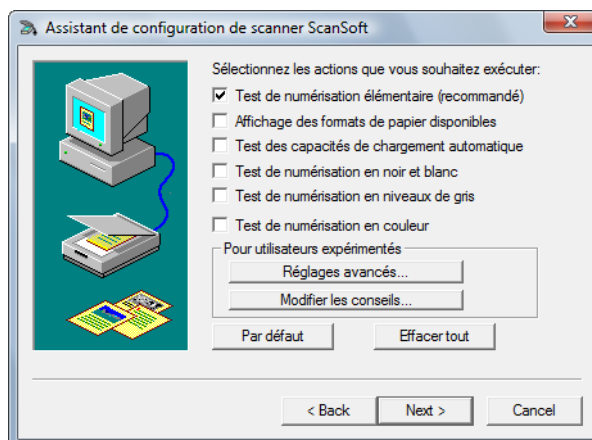 Assistant de configuration de scanner ScanSoft
Sélectionnez les actions que vous souhaitez exécuter:
Test de numérisation élémentaire (recommandé)
Affichage des formats de papier disponibles
Test des capacités de chargement automatique
Test de numérisation en noir et blanc
Test de numérisation en niveaux de gris
Test de numérisation en couleur
Pour utilisateurs expérimentés
Réglages avancés...
Modifier les conseils...
Par défaut
Effacer tout
< Back
Next >
Cancel